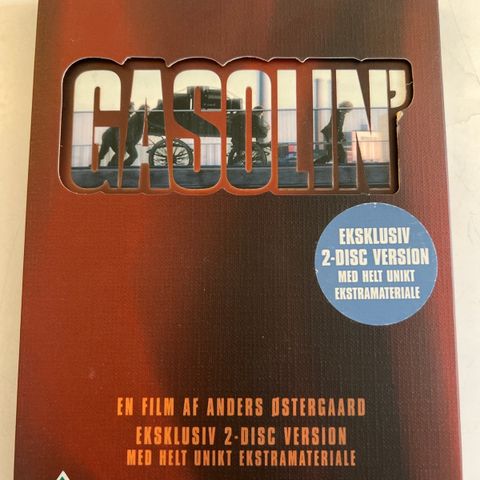 GASOLIN'
EKSKLUSIV
2-DISC VERSION
MED HELT UNIKT
EKSTRAMATERIALE
EN FILM AF ANDERS ØSTERGAARD
EKSKLUSIV 2-DISC VERSION
MED HELT UNIKT EKSTRAMATERIALE